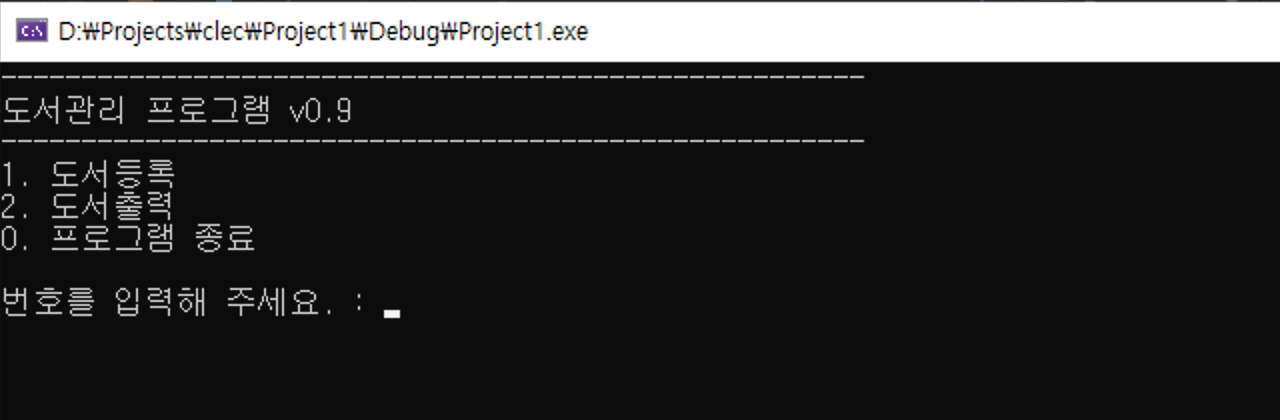 D:₩Projects₩clec₩Project1₩Debug₩Project1.exe
------------------------------------------------------
도서관리 프로그램 v0.9
------------------------------------------------------
1. 도서등록
2. 도서출력
0. 프로그램 종료
번호를 입력해 주세요. :